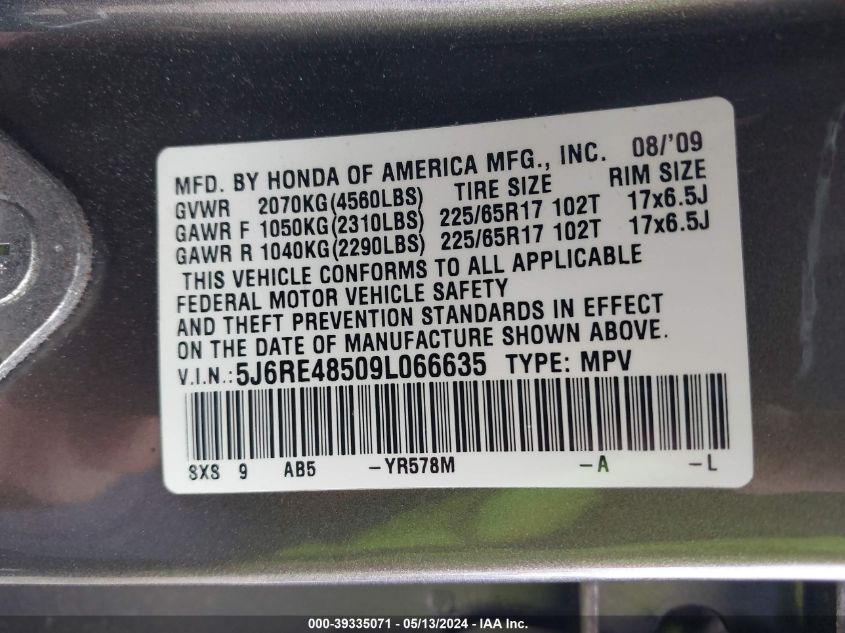 MFD. BY HONDA OF AMERICA MFG., INC. 08/'09
GVWR 2070KG(4560LBS) TIRE SIZE RIM SIZE
GAWR F 1050KG(2310LBS) 225/65R17 102T 17x6.5J
GAWR R 1040KG(2290LBS) 225/65R17 102T 17x6.5J
THIS VEHICLE CONFORMS TO ALL APPLICABLE
FEDERAL MOTOR VEHICLE SAFETY
AND THEFT PREVENTION STANDARDS IN EFFECT
ON THE DATE OF MANUFACTURE SHOWN ABOVE.
V.I.N.:5J6RE48509L066635 TYPE: MPV
SXS 9 AB5 -YR578M -A -L
000-39335071 / 05/13/2024 / IAA Inc.